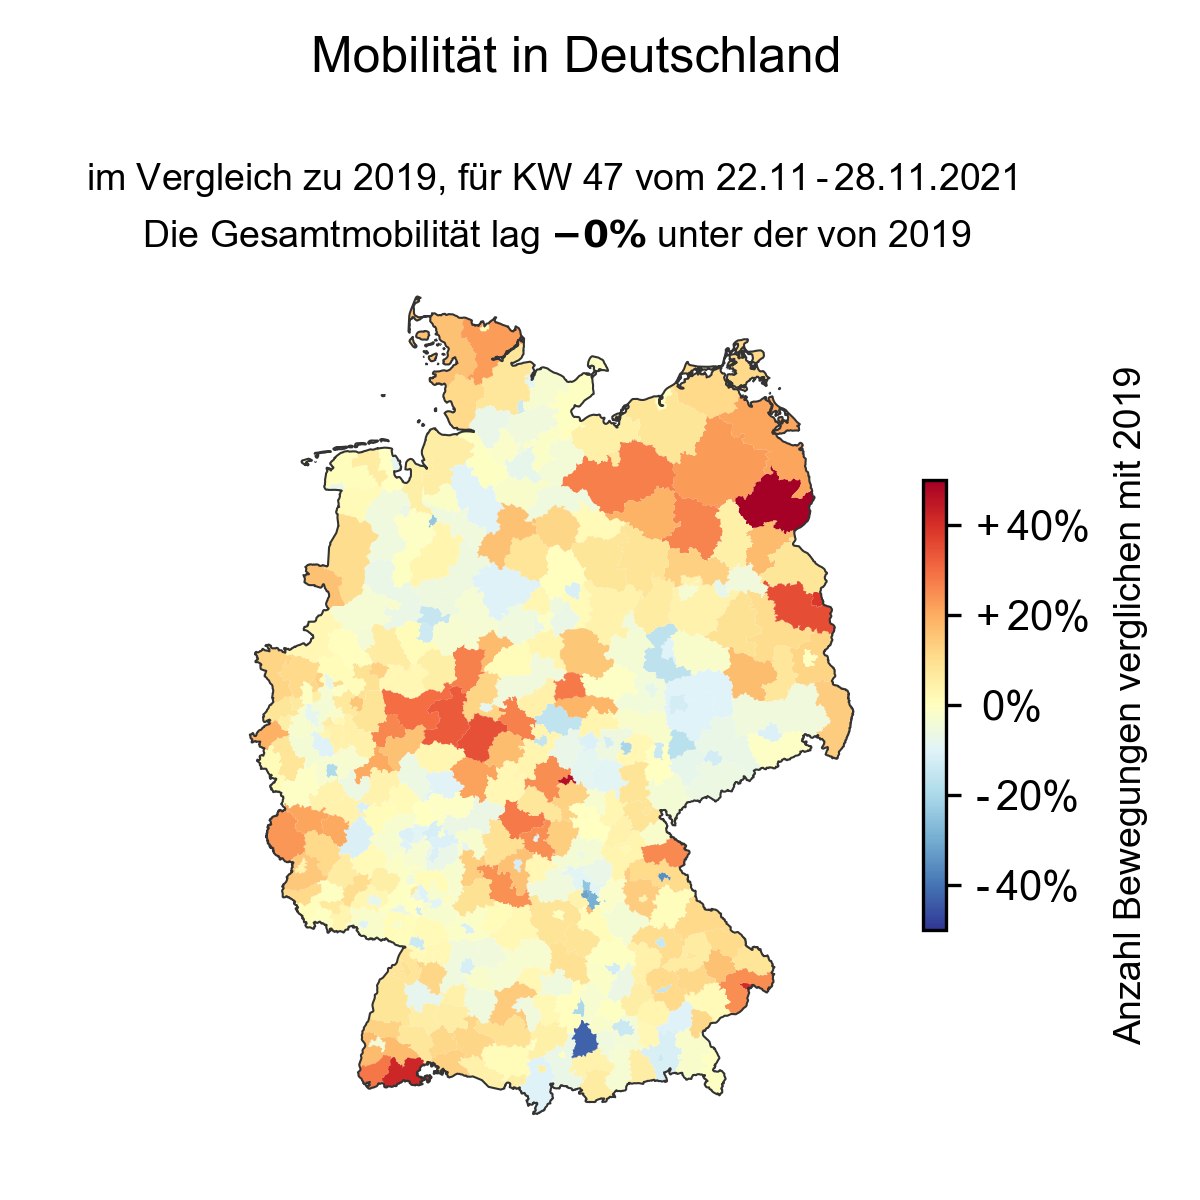 Mobilität in Deutschland
im Vergleich zu 2019, für KW 47 vom 22.11 - 28.11.2021
Die Gesamtmobilität lag −0% unter der von 2019
+40%
+20%
0%
-20%
-40%
Anzahl Bewegungen verglichen mit 2019